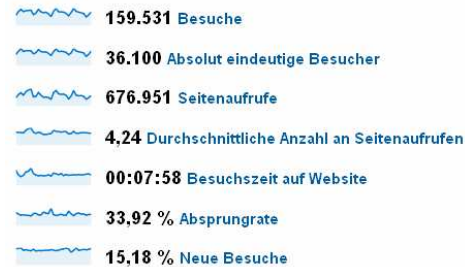 159.531 Besuche
36.100 Absolut eindeutige Besucher
676.951 Seitenaufrufe
4,24 Durchschnittliche Anzahl an Seitenaufrufen
00:07:58 Besuchszeit auf Website
33,92 % Absprungrate
15,18 % Neue Besuche